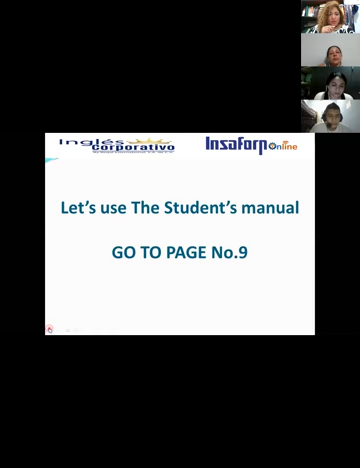 Inglés
corporativo
Insaforp online
Let's use The Student's manual
GO TO PAGE No.9